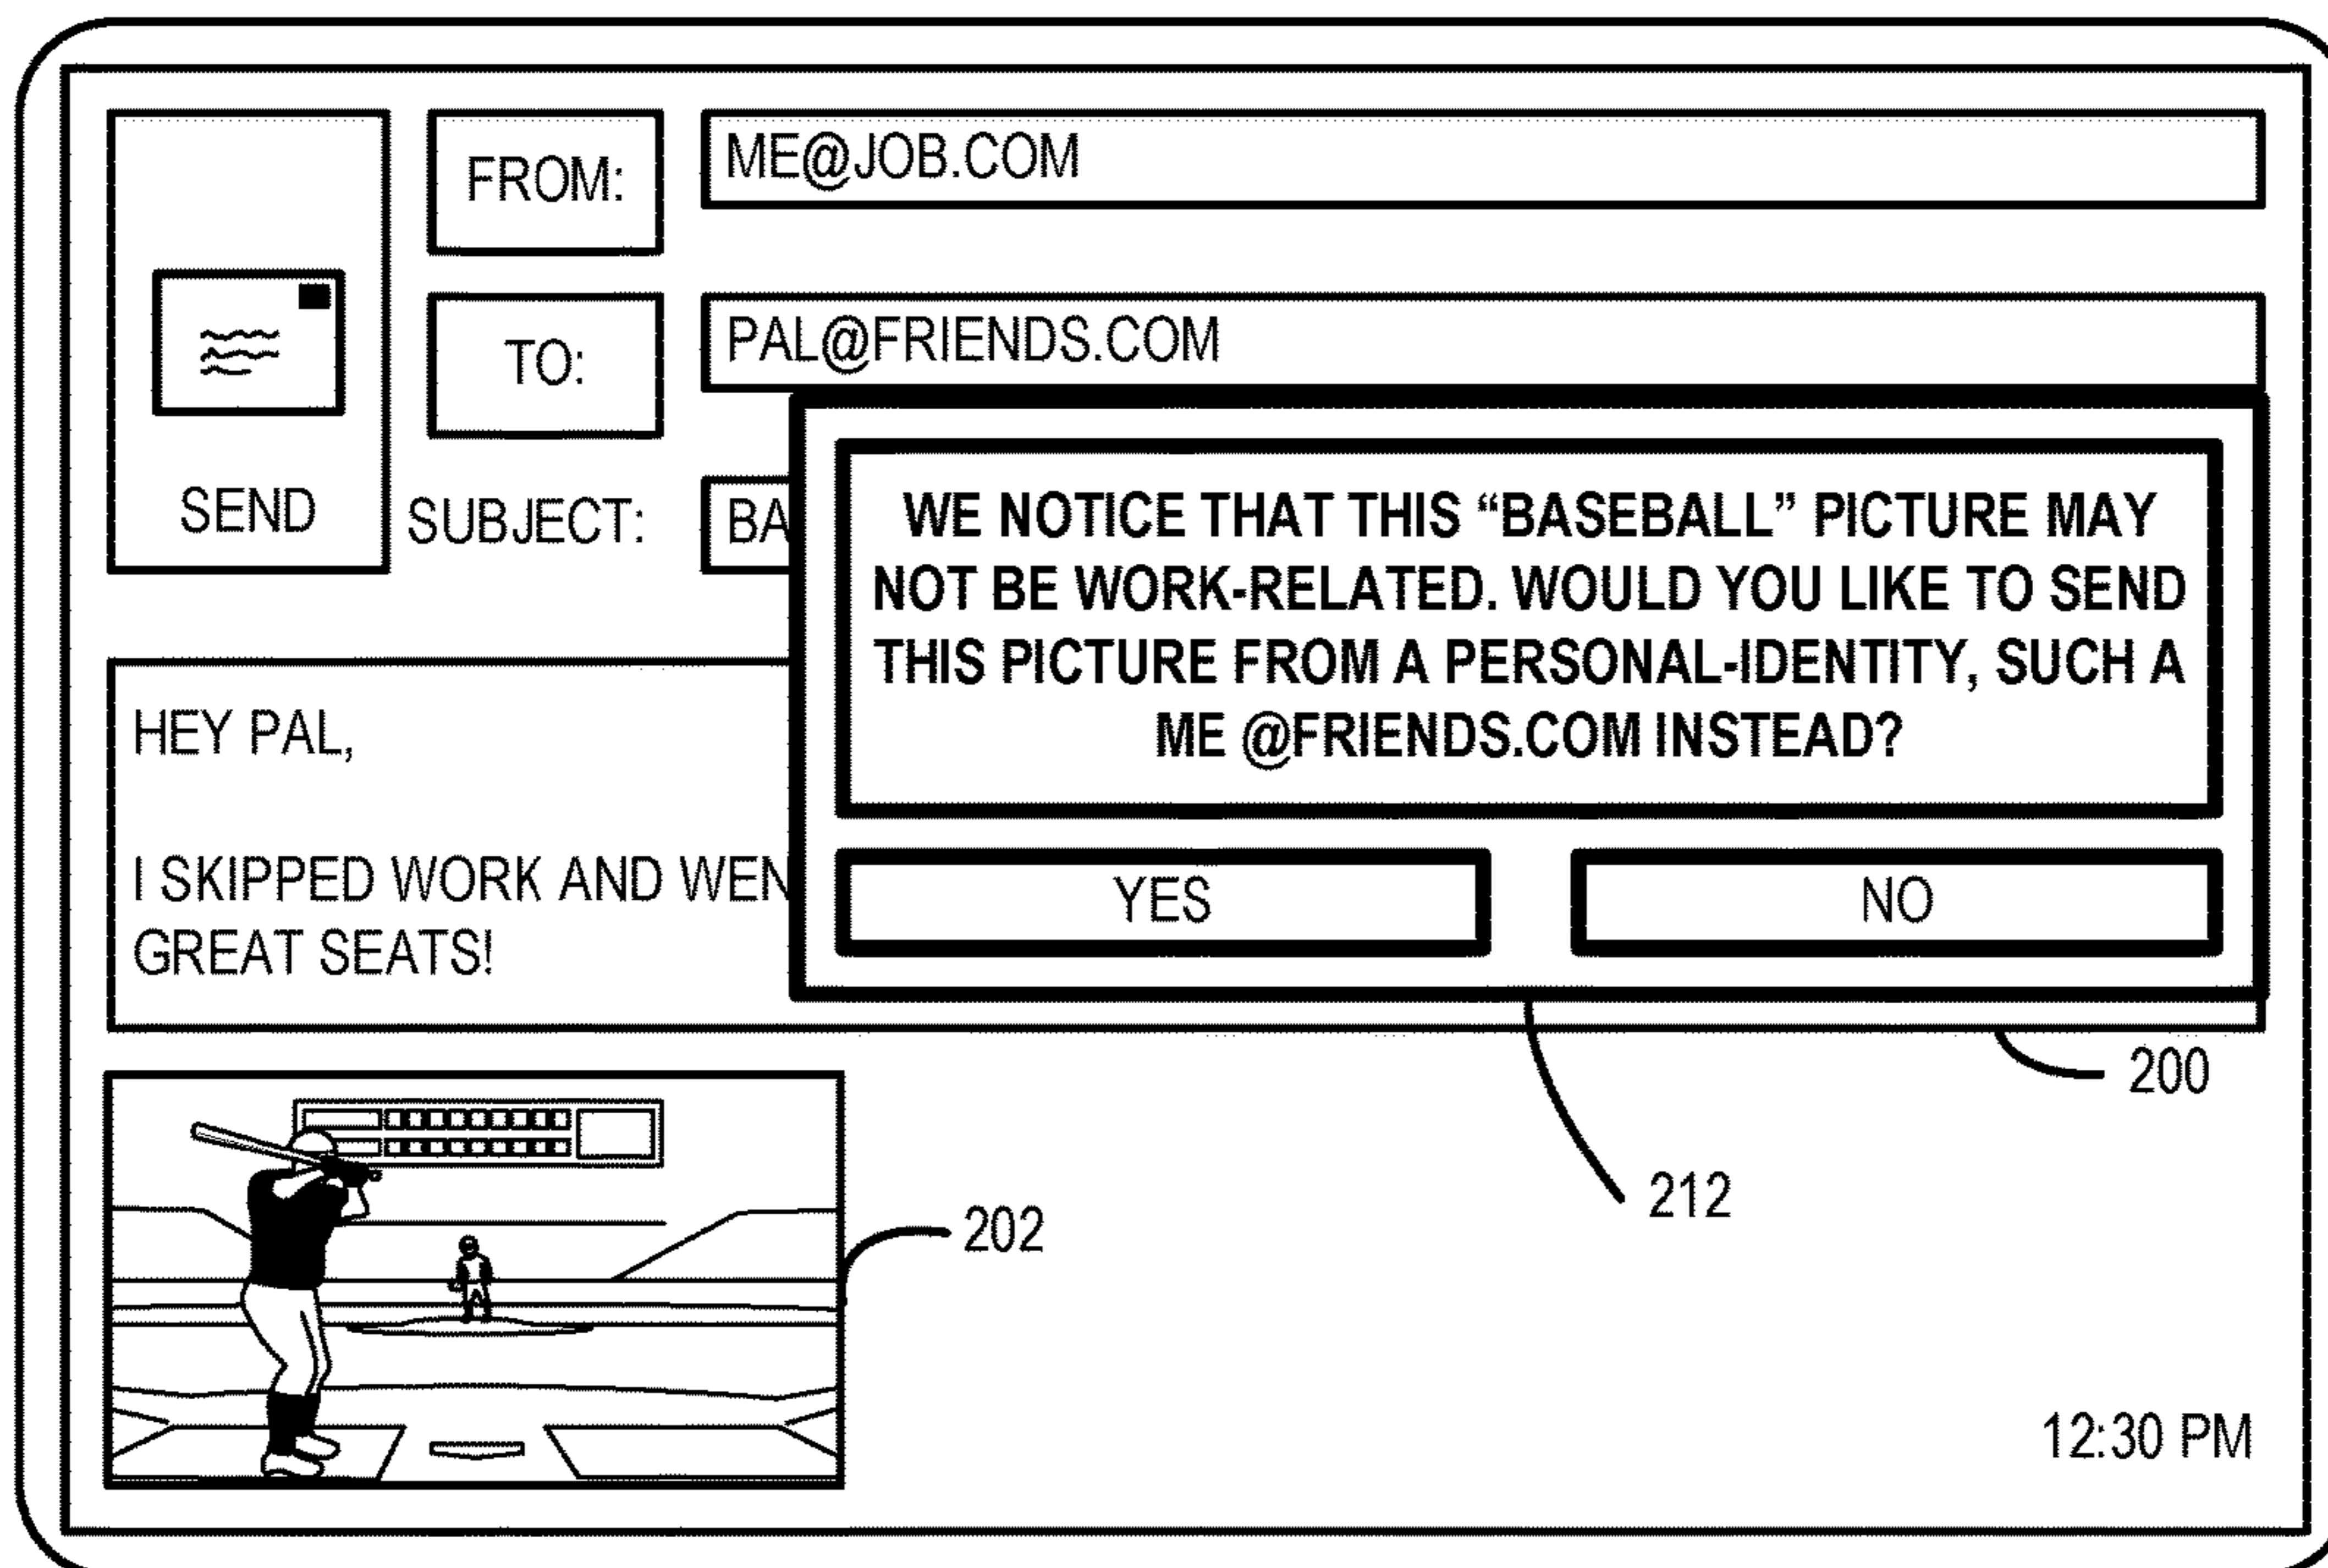 FROM:
ME@JOB.COM
TO:
PAL@FRIENDS.COM
SEND
SUBJECT:
BA
WE NOTICE THAT THIS “BASEBALL” PICTURE MAY
NOT BE WORK-RELATED. WOULD YOU LIKE TO SEND
THIS PICTURE FROM A PERSONAL-IDENTITY, SUCH A
ME @FRIENDS.COM INSTEAD?
YES
NO
HEY PAL,
I SKIPPED WORK AND WEN
GREAT SEATS!
200
212
202
12:30 PM